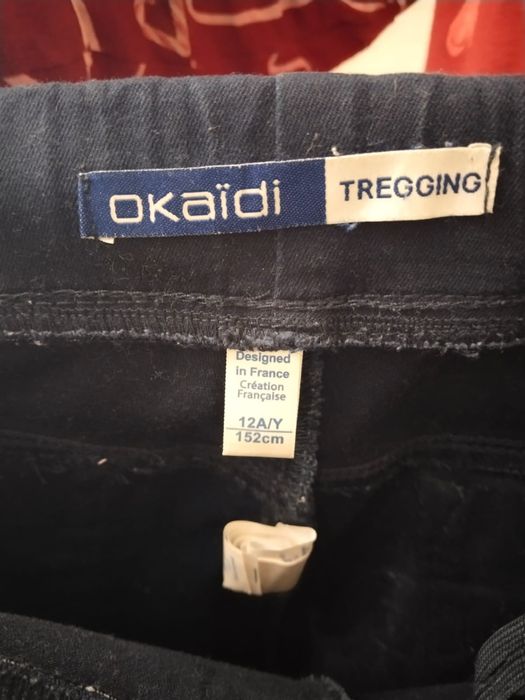 OKaïdi TREGGING
Designed
in France
Création
Française
12A/Y
152cm